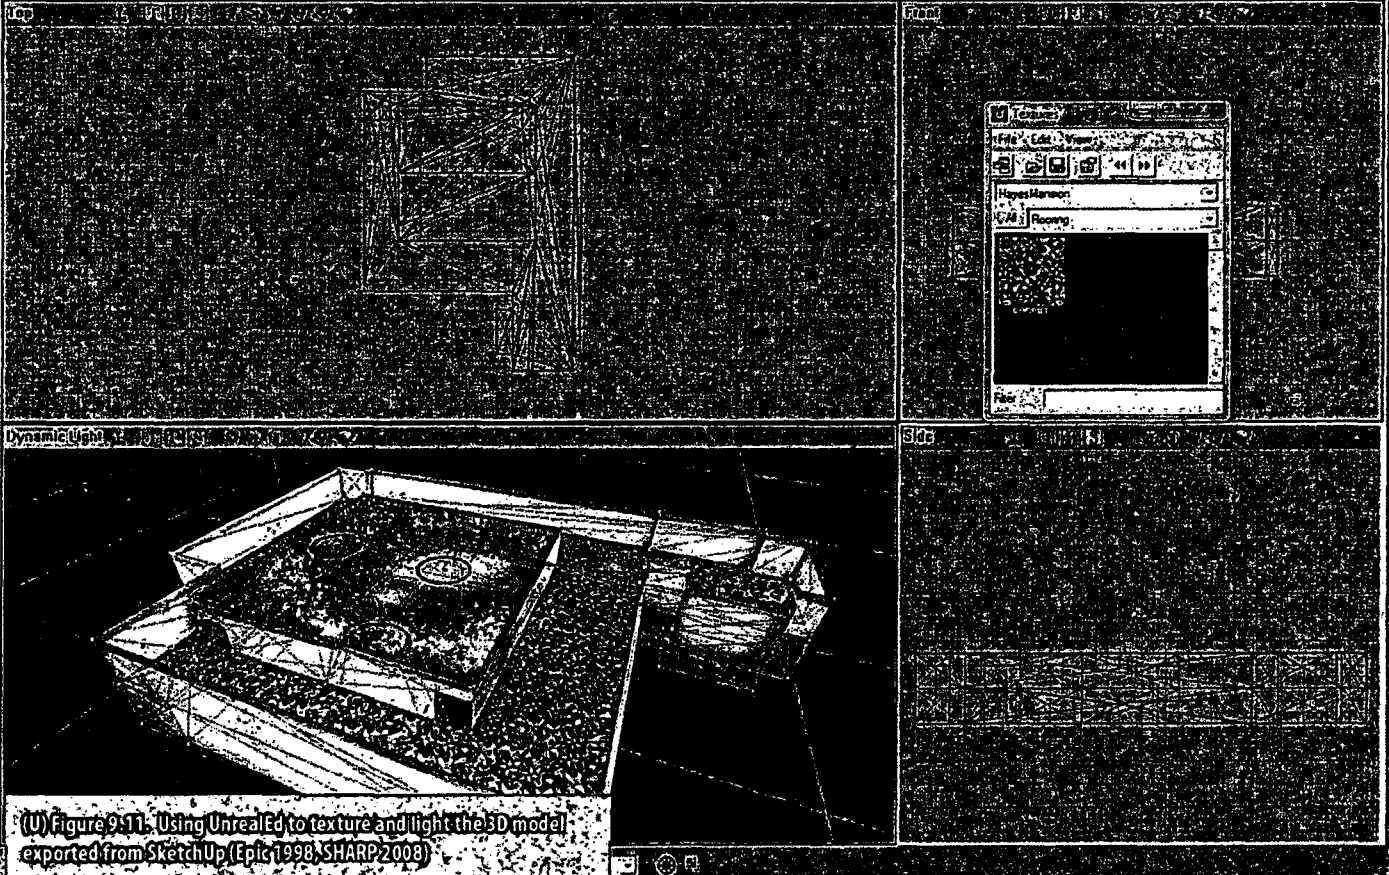 Top
Front
Textures
File Edit View
HayesMansion
All Flooring
Filter
Dynamic Light
Side
(U) Figure 9.11. Using UnrealEd to texture and light the 3D model
exported from SketchUp (Epic 1998, SHARP 2008)